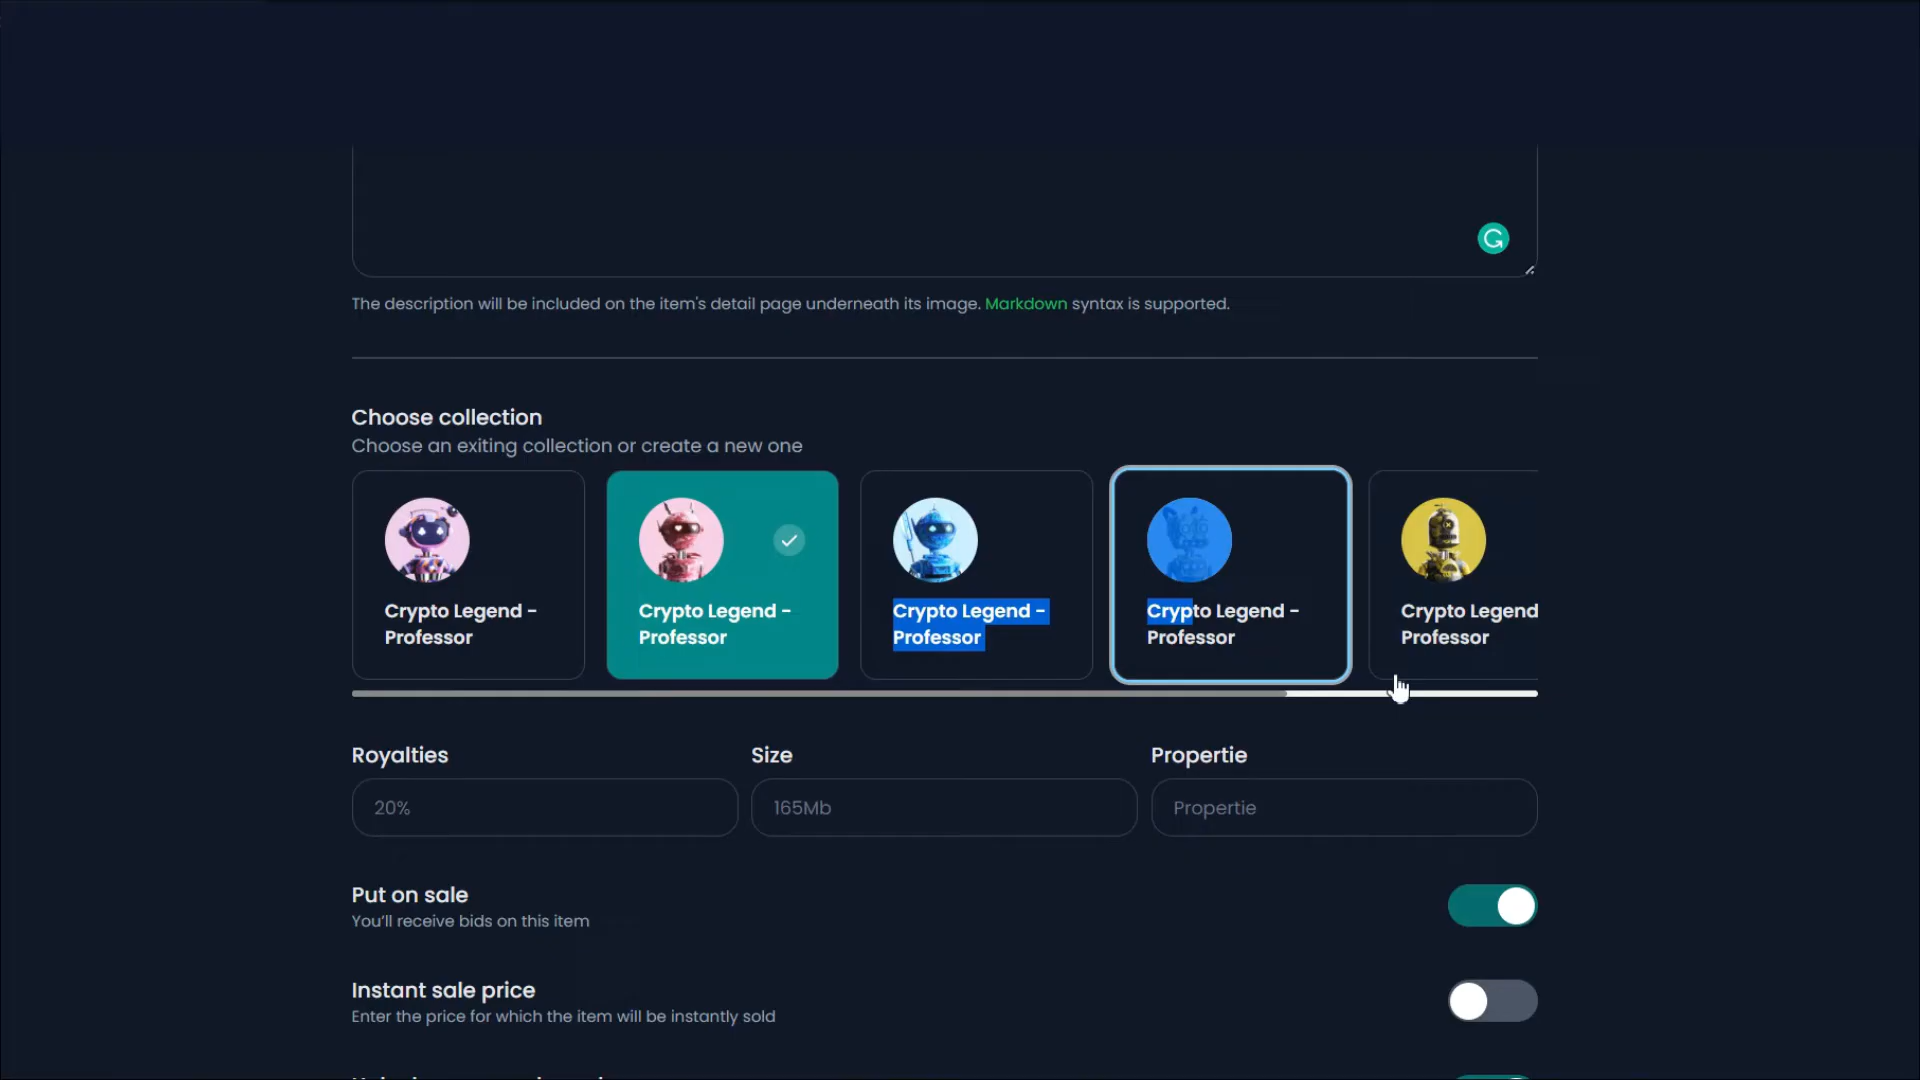 The description will be included on the item's detail page underneath its image. Markdown syntax is supported.
Choose collection
Choose an exiting collection or create a new one
Crypto Legend -
Professor
Crypto Legend -
Professor
Crypto Legend -
Professor
Crypto Legend -
Professor
Crypto Legend
Professor
Royalties
Size
Propertie
20%
165Mb
Propertie
Put on sale
You'll receive bids on this item
Instant sale price
Enter the price for which the item will be instantly sold